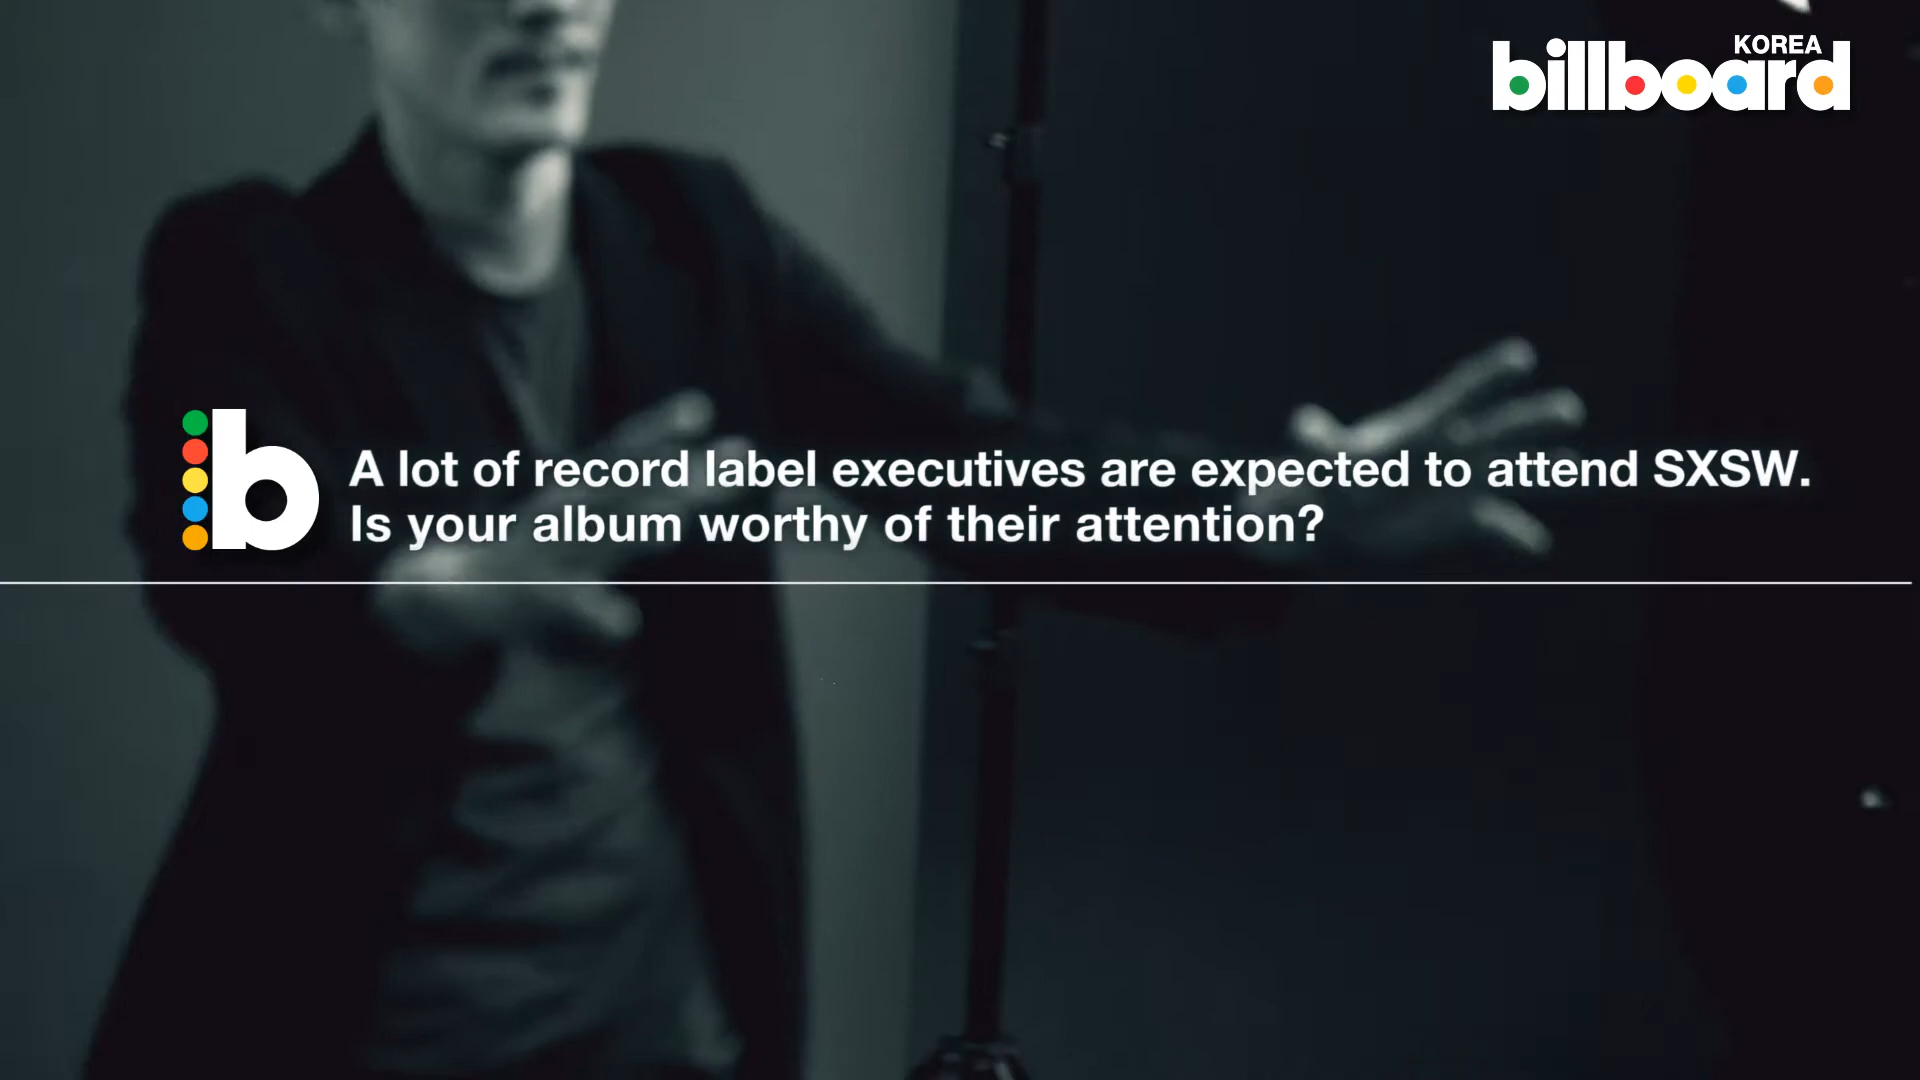 KOREA
billboard
b
A lot of record label executives are expected to attend SXSW.
Is your album worthy of their attention?